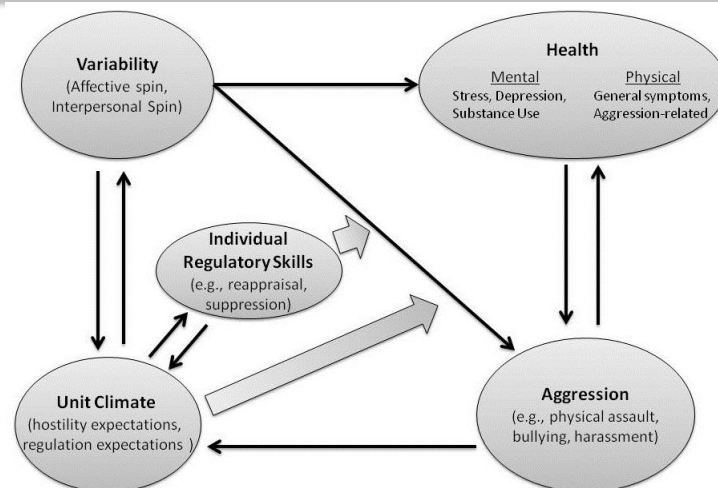 Variability
(Affective spin,
Interpersonal Spin)
Health
Mental
Stress, Depression,
Substance Use
Physical
General symptoms,
Aggression-related
Individual
Regulatory Skills
(e.g., reappraisal,
suppression)
Unit Climate
(hostility expectations,
regulation expectations )
Aggression
(e.g., physical assault,
bullying, harassment)